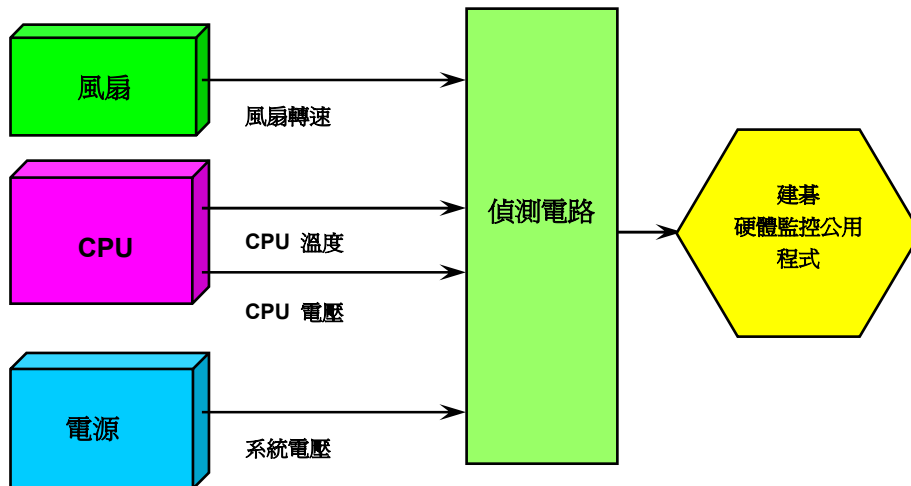 風扇
風扇轉速
CPU
CPU 溫度
CPU 電壓
電源
系統電壓
偵測電路
建碁
硬體監控公用
程式